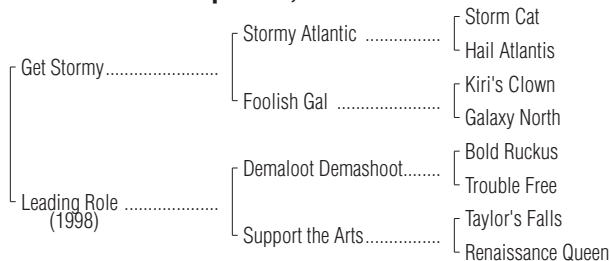 Storm Cat
Stormy Atlantic ..................
Hail Atlantis
Get Stormy..........................
Kiri's Clown
Foolish Gal ........................
Galaxy North
Bold Ruckus
Demaloot Demashoot........
Trouble Free
Leading Role ......................
(1998)
Taylor's Falls
Support the Arts.................
Renaissance Queen